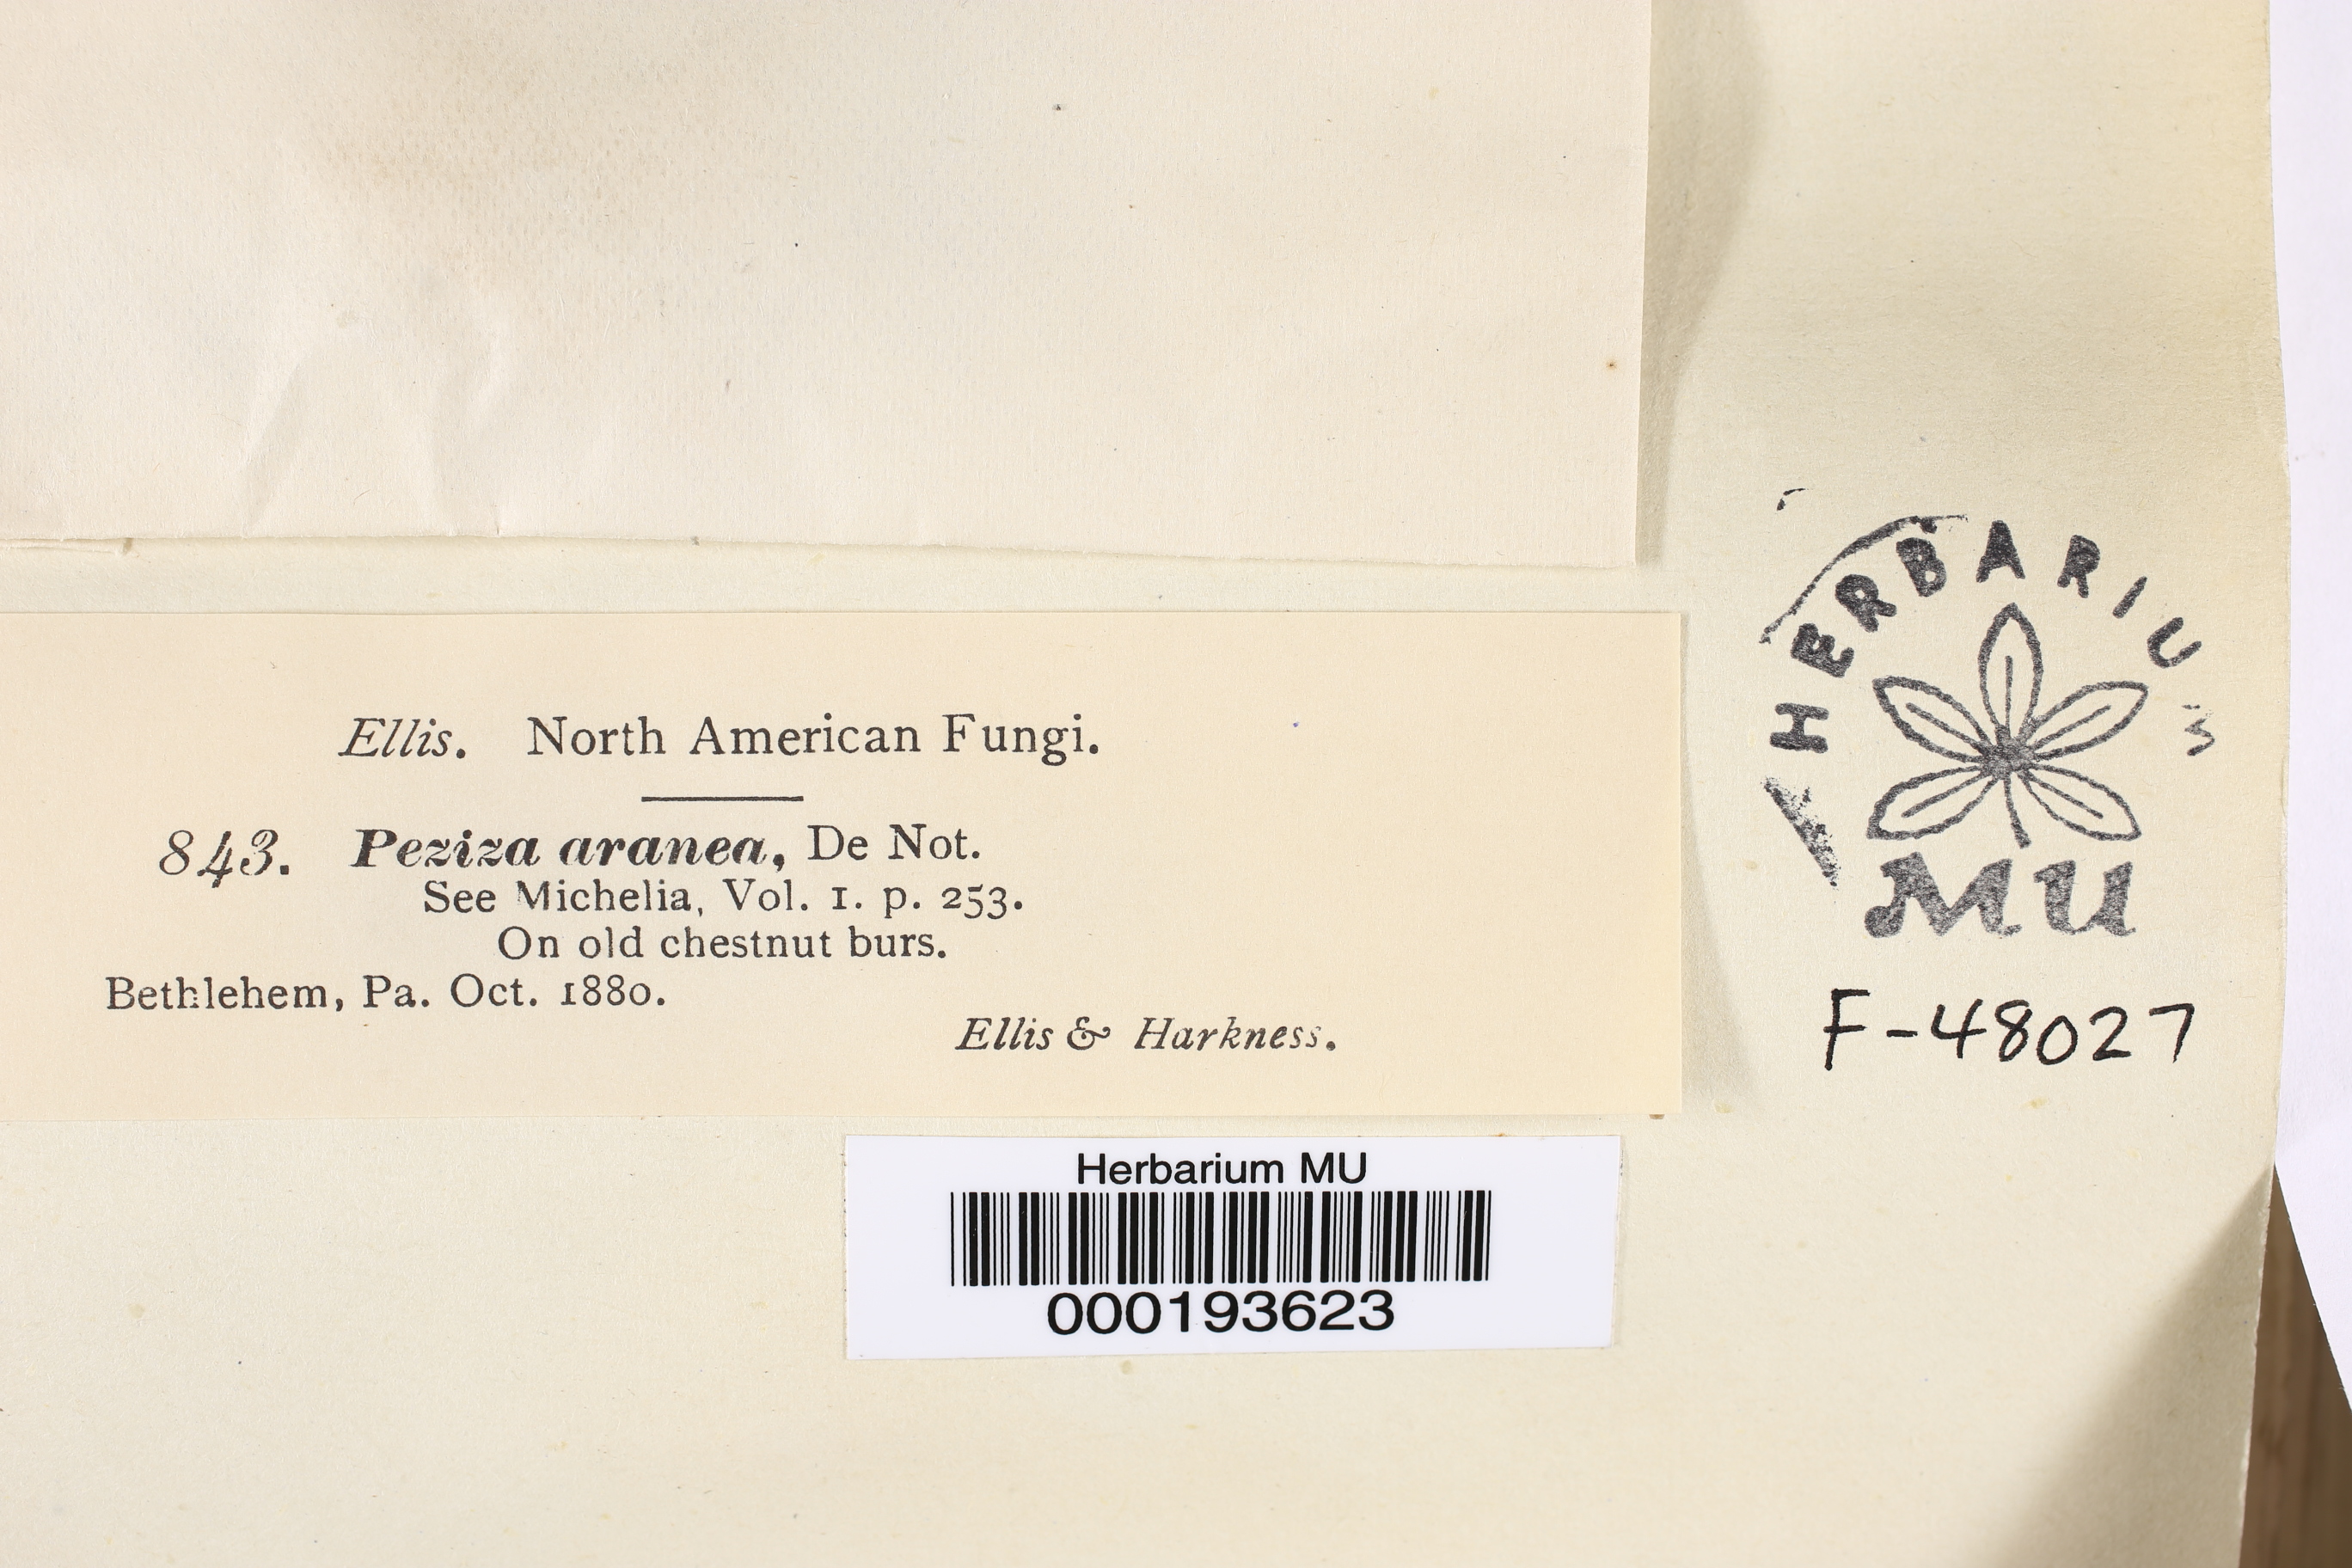 Ellis. North American Fungi.
843. Peziza aranea, De Not.
See Michelia, Vol. 1. p. 253.
On old chestnut burs.
Bethlehem, Pa. Oct. 1880.
Ellis & Harkness.
HERBARIUM
MU
F-48027
Herbarium MU
000193623